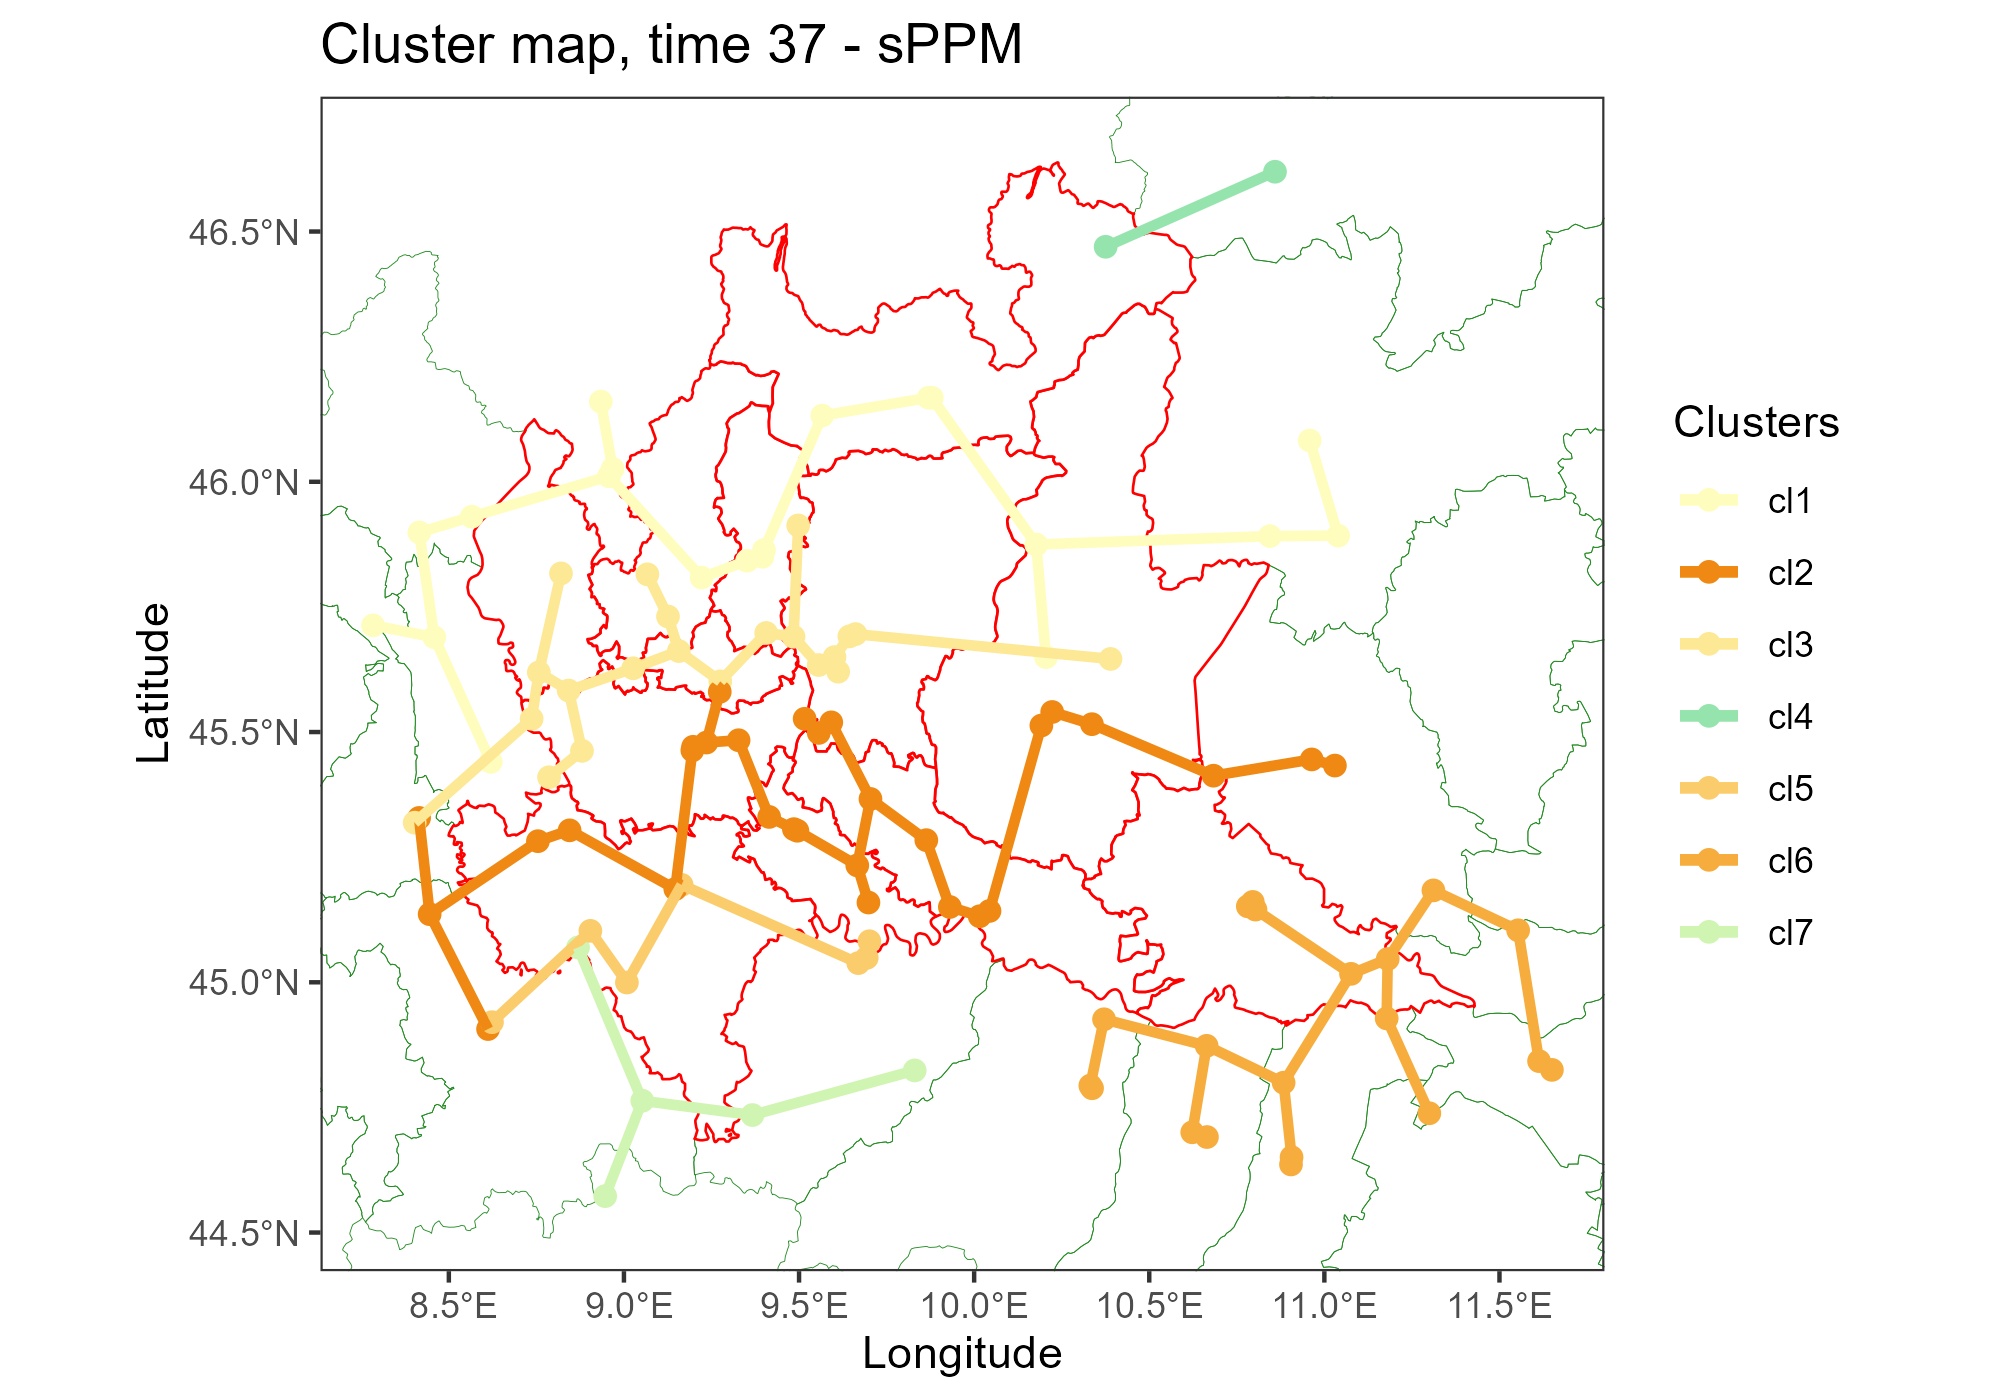 Cluster map, time 37 - sPPM
46.5°N
46.0°N
45.5°N
45.0°N
44.5°N
Latitude
8.5°E 9.0°E 9.5°E 10.0°E 10.5°E 11.0°E 11.5°E
Longitude
Clusters
cl1
cl2
cl3
cl4
cl5
cl6
cl7